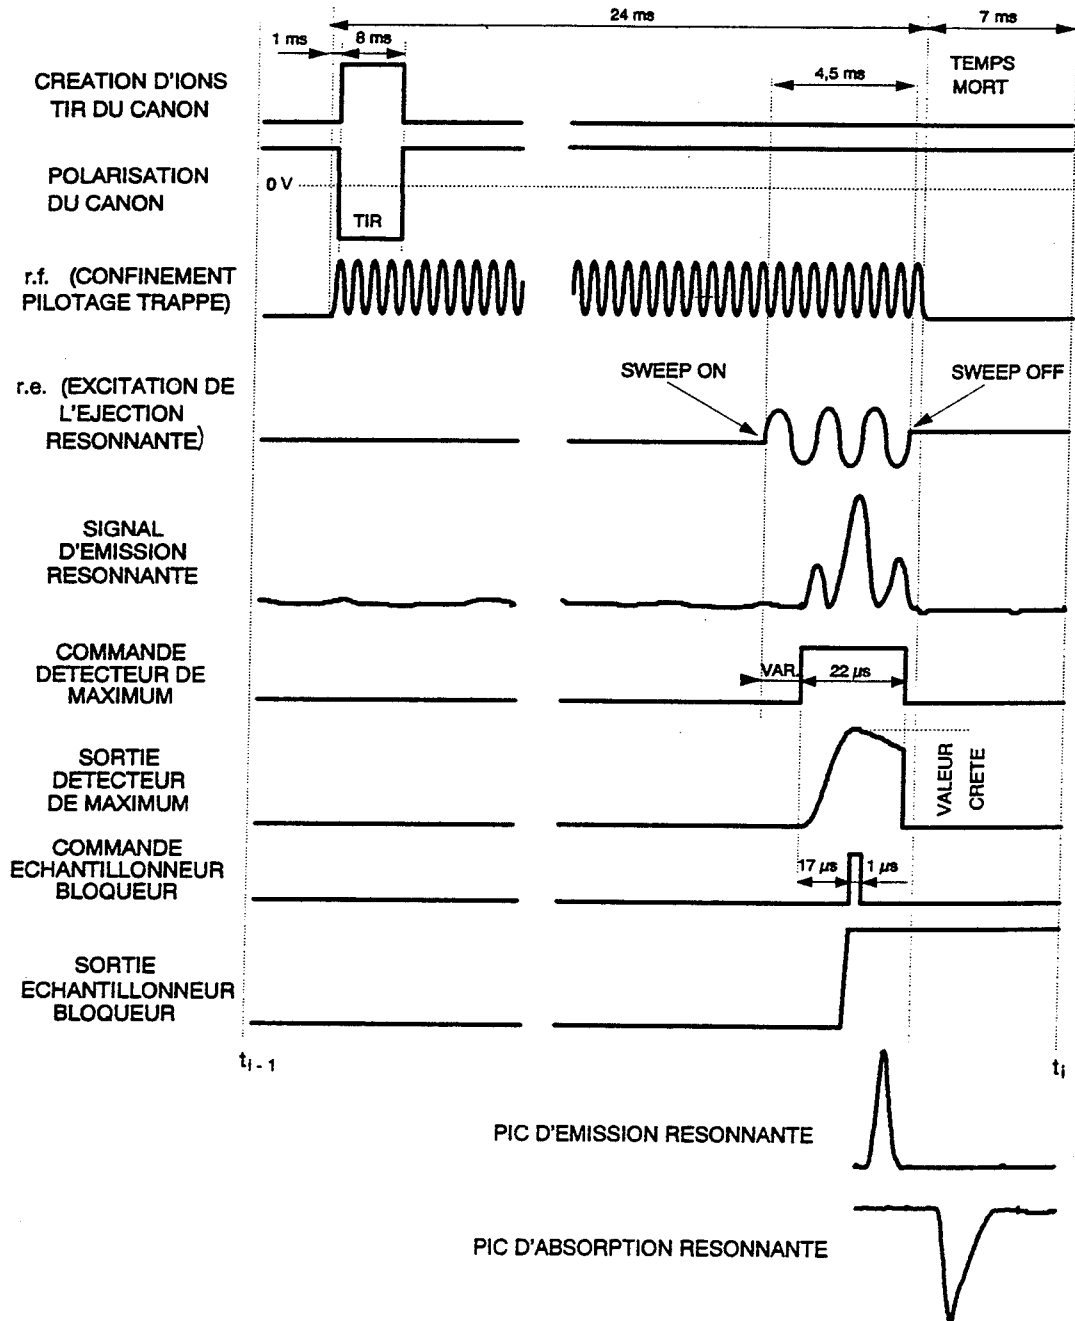 24 ms
7 ms
1 ms
8 ms
CREATION D'IONS
TIR DU CANON
4,5 ms
TEMPS
MORT
POLARISATION
DU CANON
0 V
TIR
r.f. (CONFINEMENT
PILOTAGE TRAPPE)
r.e. (EXCITATION DE
L'EJECTION
RESONNANTE)
SWEEP ON
SWEEP OFF
SIGNAL
D'EMISSION
RESONNANTE
COMMANDE
DETECTEUR DE
MAXIMUM
VAR.
22 µs
SORTIE
DETECTEUR
DE MAXIMUM
VALEUR
CRETE
COMMANDE
ECHANTILLONNEUR
BLOQUEUR
17 µs
1 µs
SORTIE
ECHANTILLONNEUR
BLOQUEUR
ti - 1
ti
PIC D'EMISSION RESONNANTE
PIC D'ABSORPTION RESONNANTE